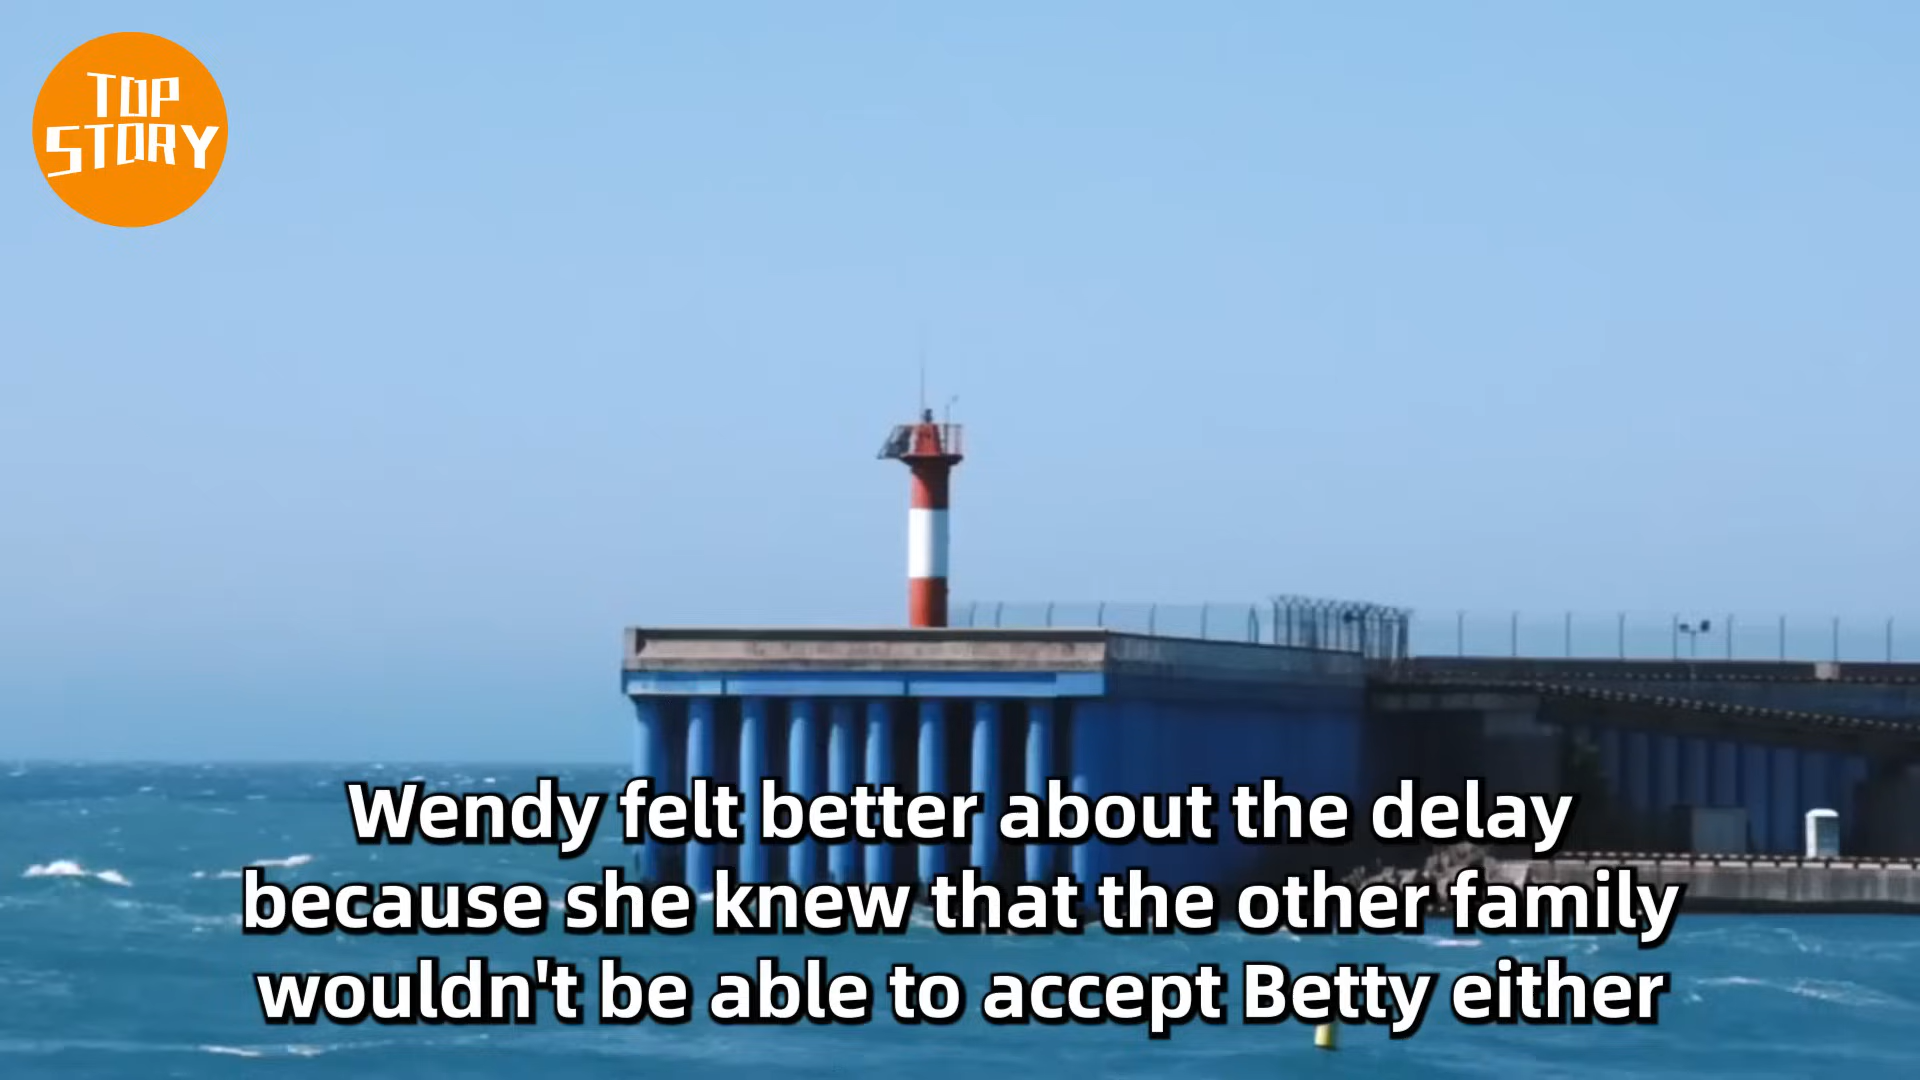 TOP
STORY
Wendy felt better about the delay
because she knew that the other family
wouldn't be able to accept Betty either